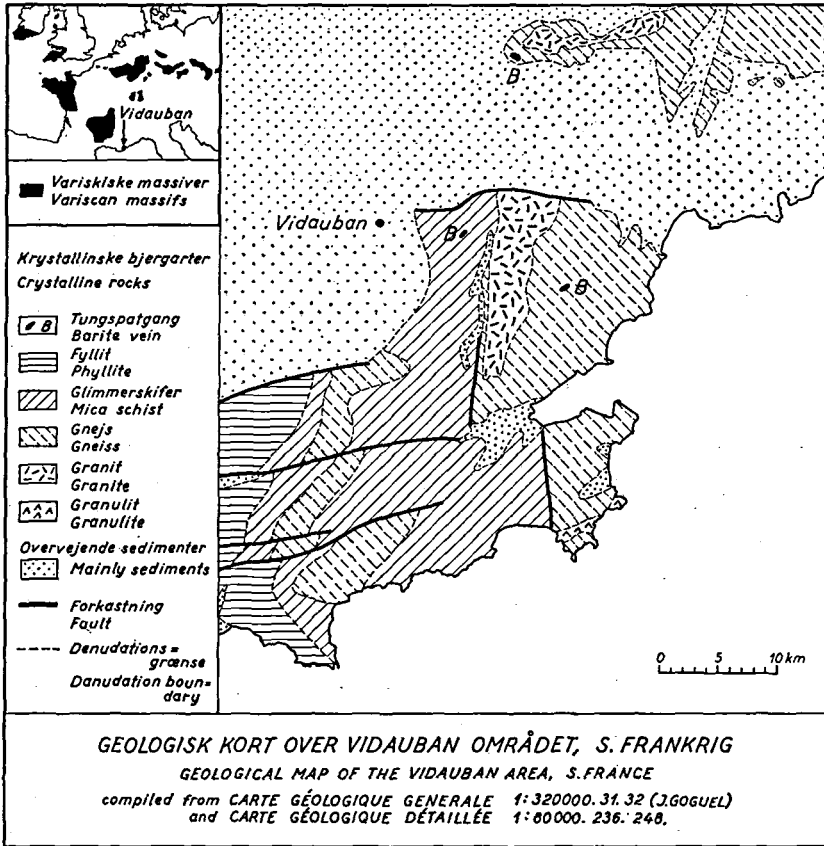 Vidauban
Variskiske massiver
Variscan massifs
Krystallinske bjergarter
Crystalline rocks
B Tungspatgang
Barite vein
Fyllit
Phyllite
Glimmerskifer
Mica schist
Gnejs
Gneiss
Granit
Granite
Granulit
Granulite
Overvejende sedimenter
Mainly sediments
Forkastning
Fault
Denudations=
grænse
Danudation boun=
dary
B
Vidauban
B
B
0 5 10 km
GEOLOGISK KORT OVER VIDAUBAN OMRÅDET, S. FRANKRIG
GEOLOGICAL MAP OF THE VIDAUBAN AREA, S. FRANCE
compiled from CARTE GÉOLOGIQUE GENERALE 1:320000. 31. 32 (J.GOGUEL)
and CARTE GÉOLOGIQUE DÉTAILLÉE 1:80000. 236. 248.